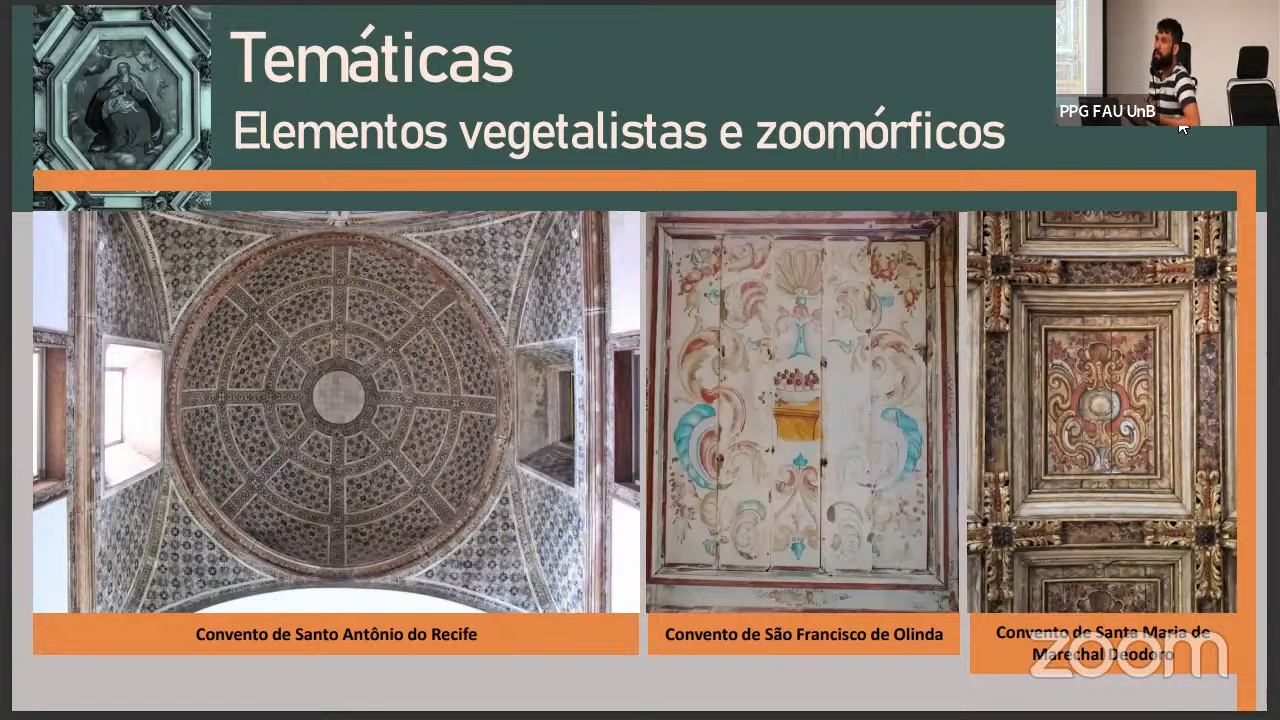 Temáticas
Elementos vegetalistas e zoomórficos
PPG FAU UnB
Convento de Santo Antônio do Recife
Convento de São Francisco de Olinda
Convento de Santa Maria de
Marechal Deodoro
zoom